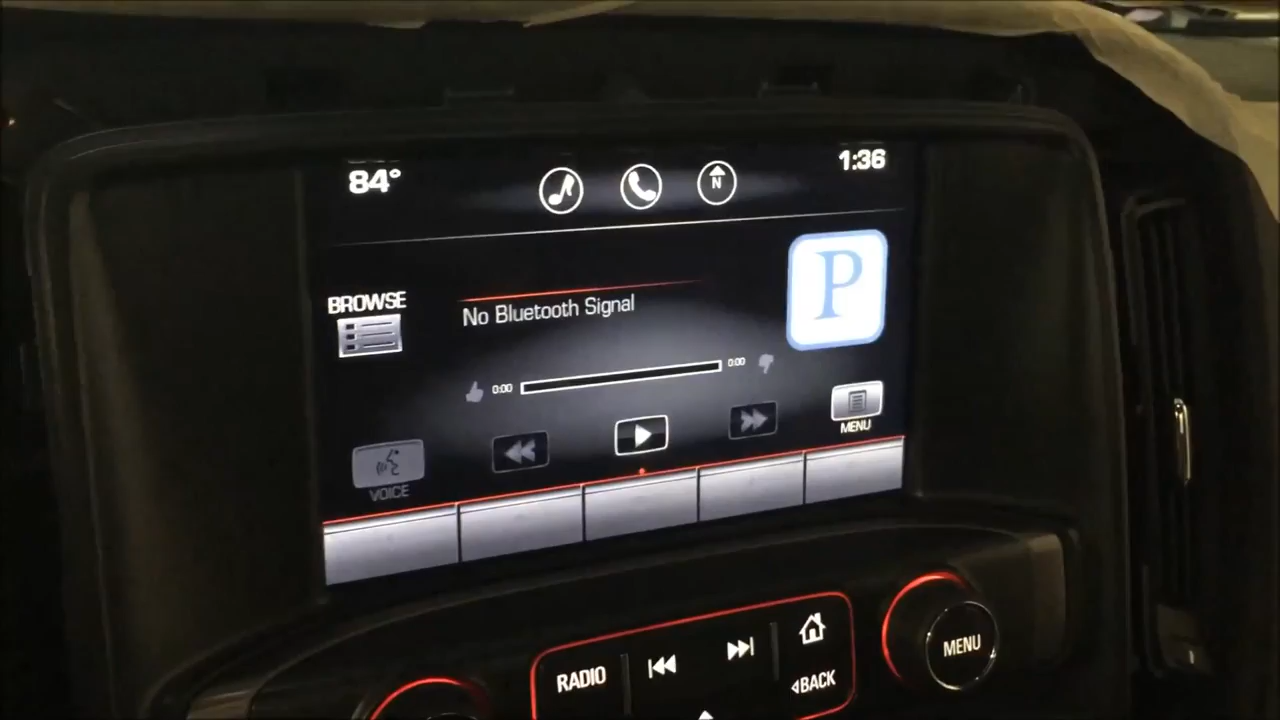 84°
N
1:36
BROWSE
P
No Bluetooth Signal
0:00
0:00
MENU
VOICE
RADIO
BACK
MENU